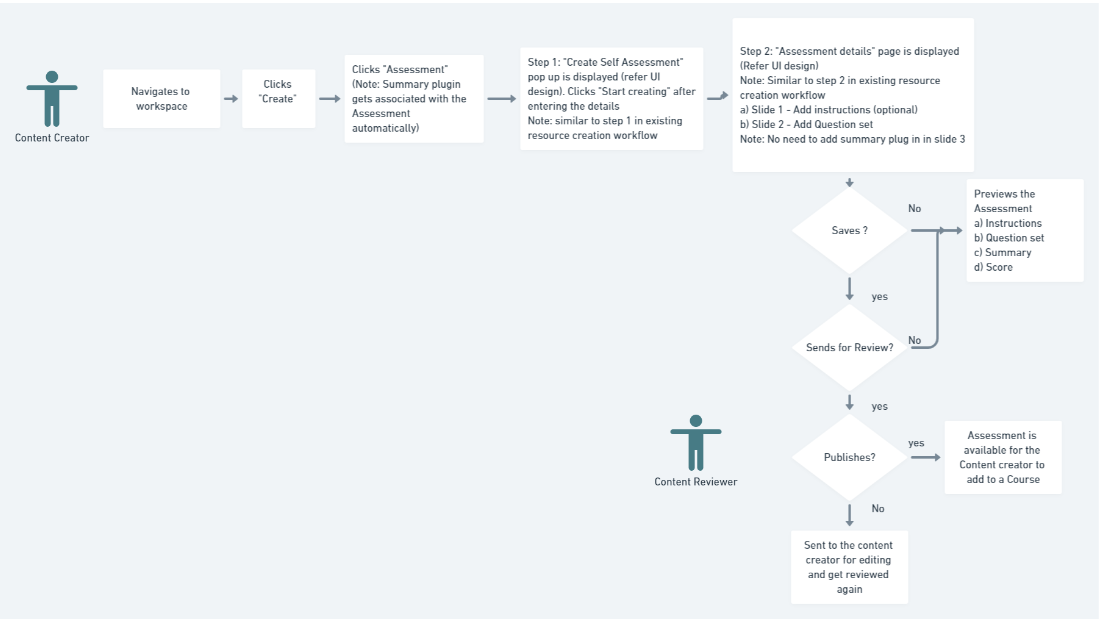 Content Creator
Navigates to
workspace
Clicks
"Create"
Clicks "Assessment"
(Note: Summary plugin
gets associated with the
Assessment
automatically)
Step 1: "Create Self Assessment"
pop up is displayed (refer UI
design). Clicks "Start creating" after
entering the details
Note: similar to step 1 in existing
resource creation workflow
Step 2: "Assessment details" page is displayed
(Refer UI design)
Note: Similar to step 2 in existing resource
creation workflow
a) Slide 1 - Add instructions (optional)
b) Slide 2 - Add Question set
Note: No need to add summary plug in in slide 3
Saves ?
No
Previews the
Assessment
a) Instructions
b) Question set
c) Summary
d) Score
yes
Sends for Review?
No
yes
Content Reviewer
Publishes?
yes
Assessment is
available for the
Content creator to
add to a Course
No
Sent to the content
creator for editing
and get reviewed
again